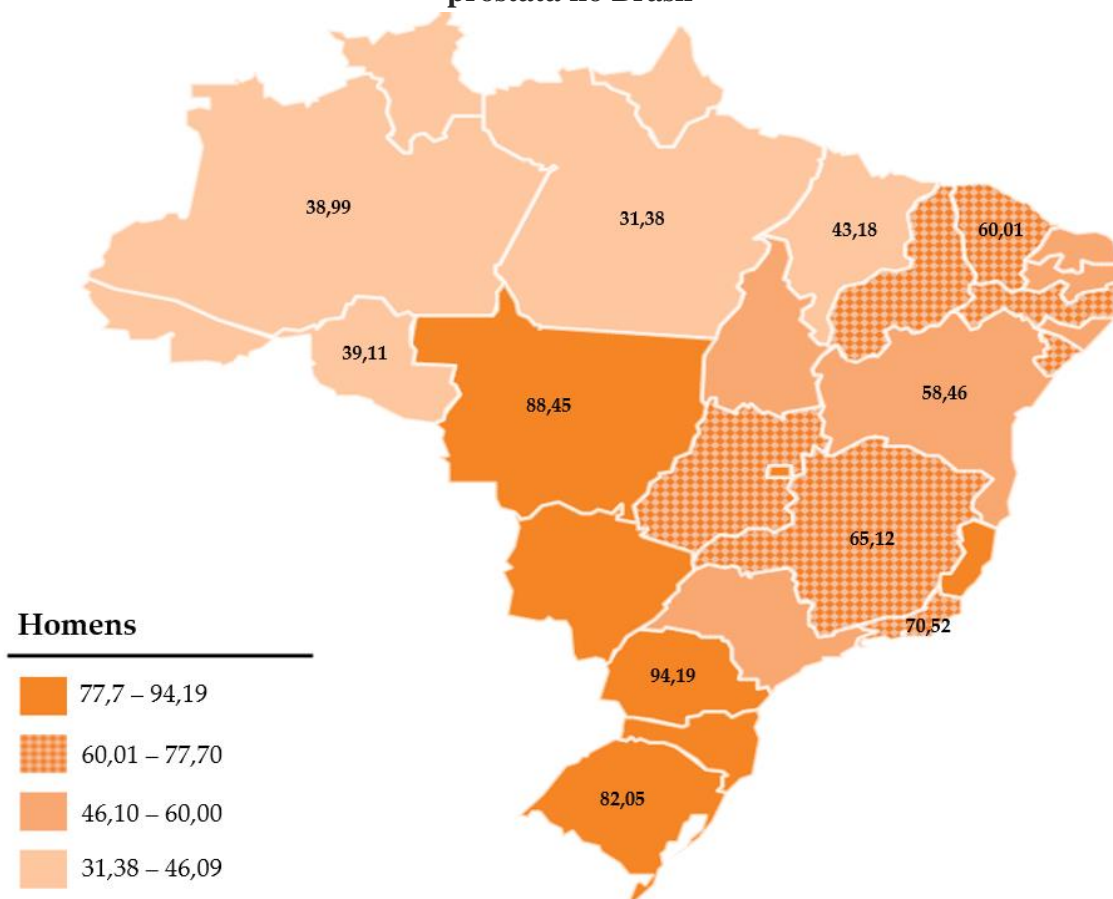 próstata no Brasil
38,99
31,38
43,18
60,01
39,11
88,45
58,46
65,12
70,52
94,19
82,05
Homens
77,7 – 94,19
60,01 – 77,70
46,10 – 60,00
31,38 – 46,09